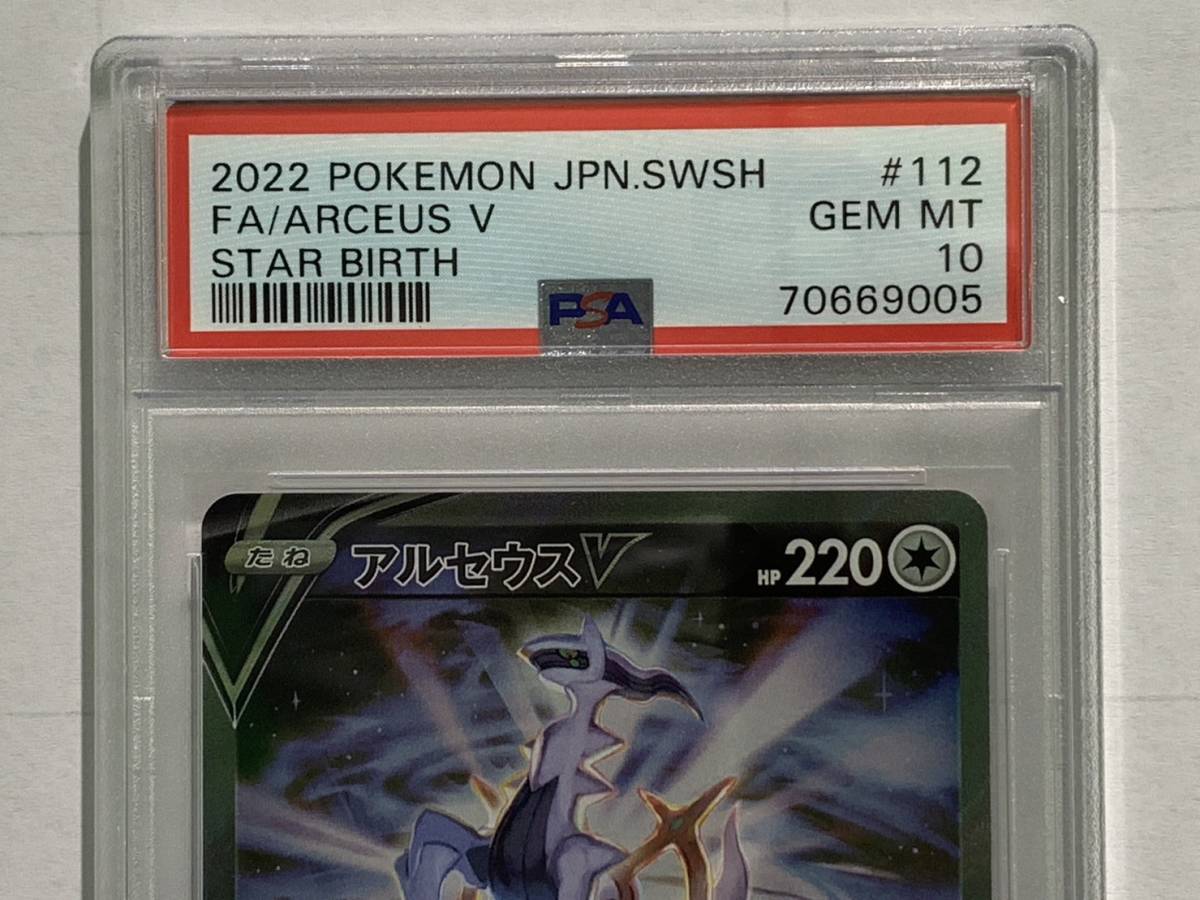 2022 POKEMON JPN.SWSH #112
FA/ARCEUS V GEM MT
STAR BIRTH 10
PSA 70669005
たね アルセウスV HP 220